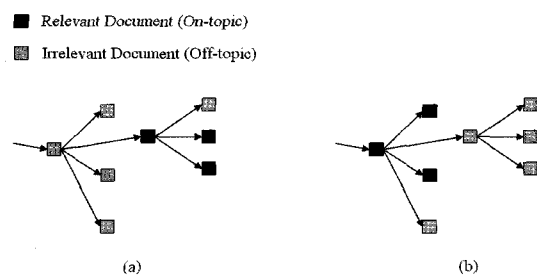 Relevant Document (On-topic)
Irrelevant Document (Off-topic)
(a) (b)